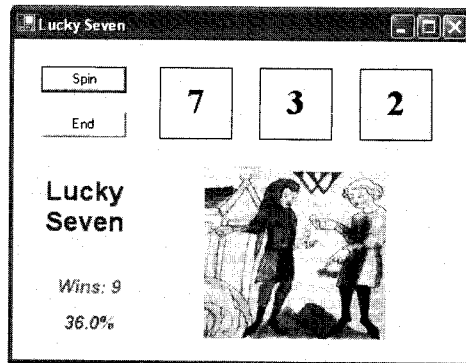 Lucky Seven
Spin
7 3 2
End
Lucky
Seven
Wins: 9
36.0%